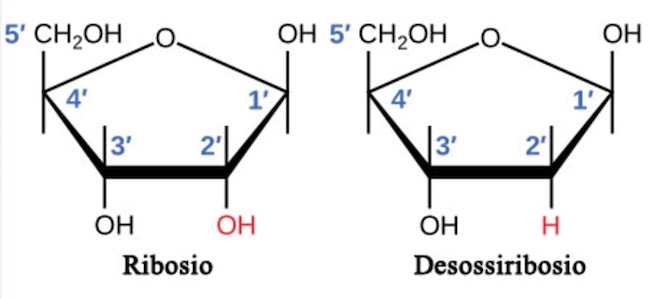 5′ CH₂OH O OH
4′ 1′
3′ 2′
OH OH
Ribosio
5′ CH₂OH O OH
4′ 1′
3′ 2′
OH H
Desossiribosio